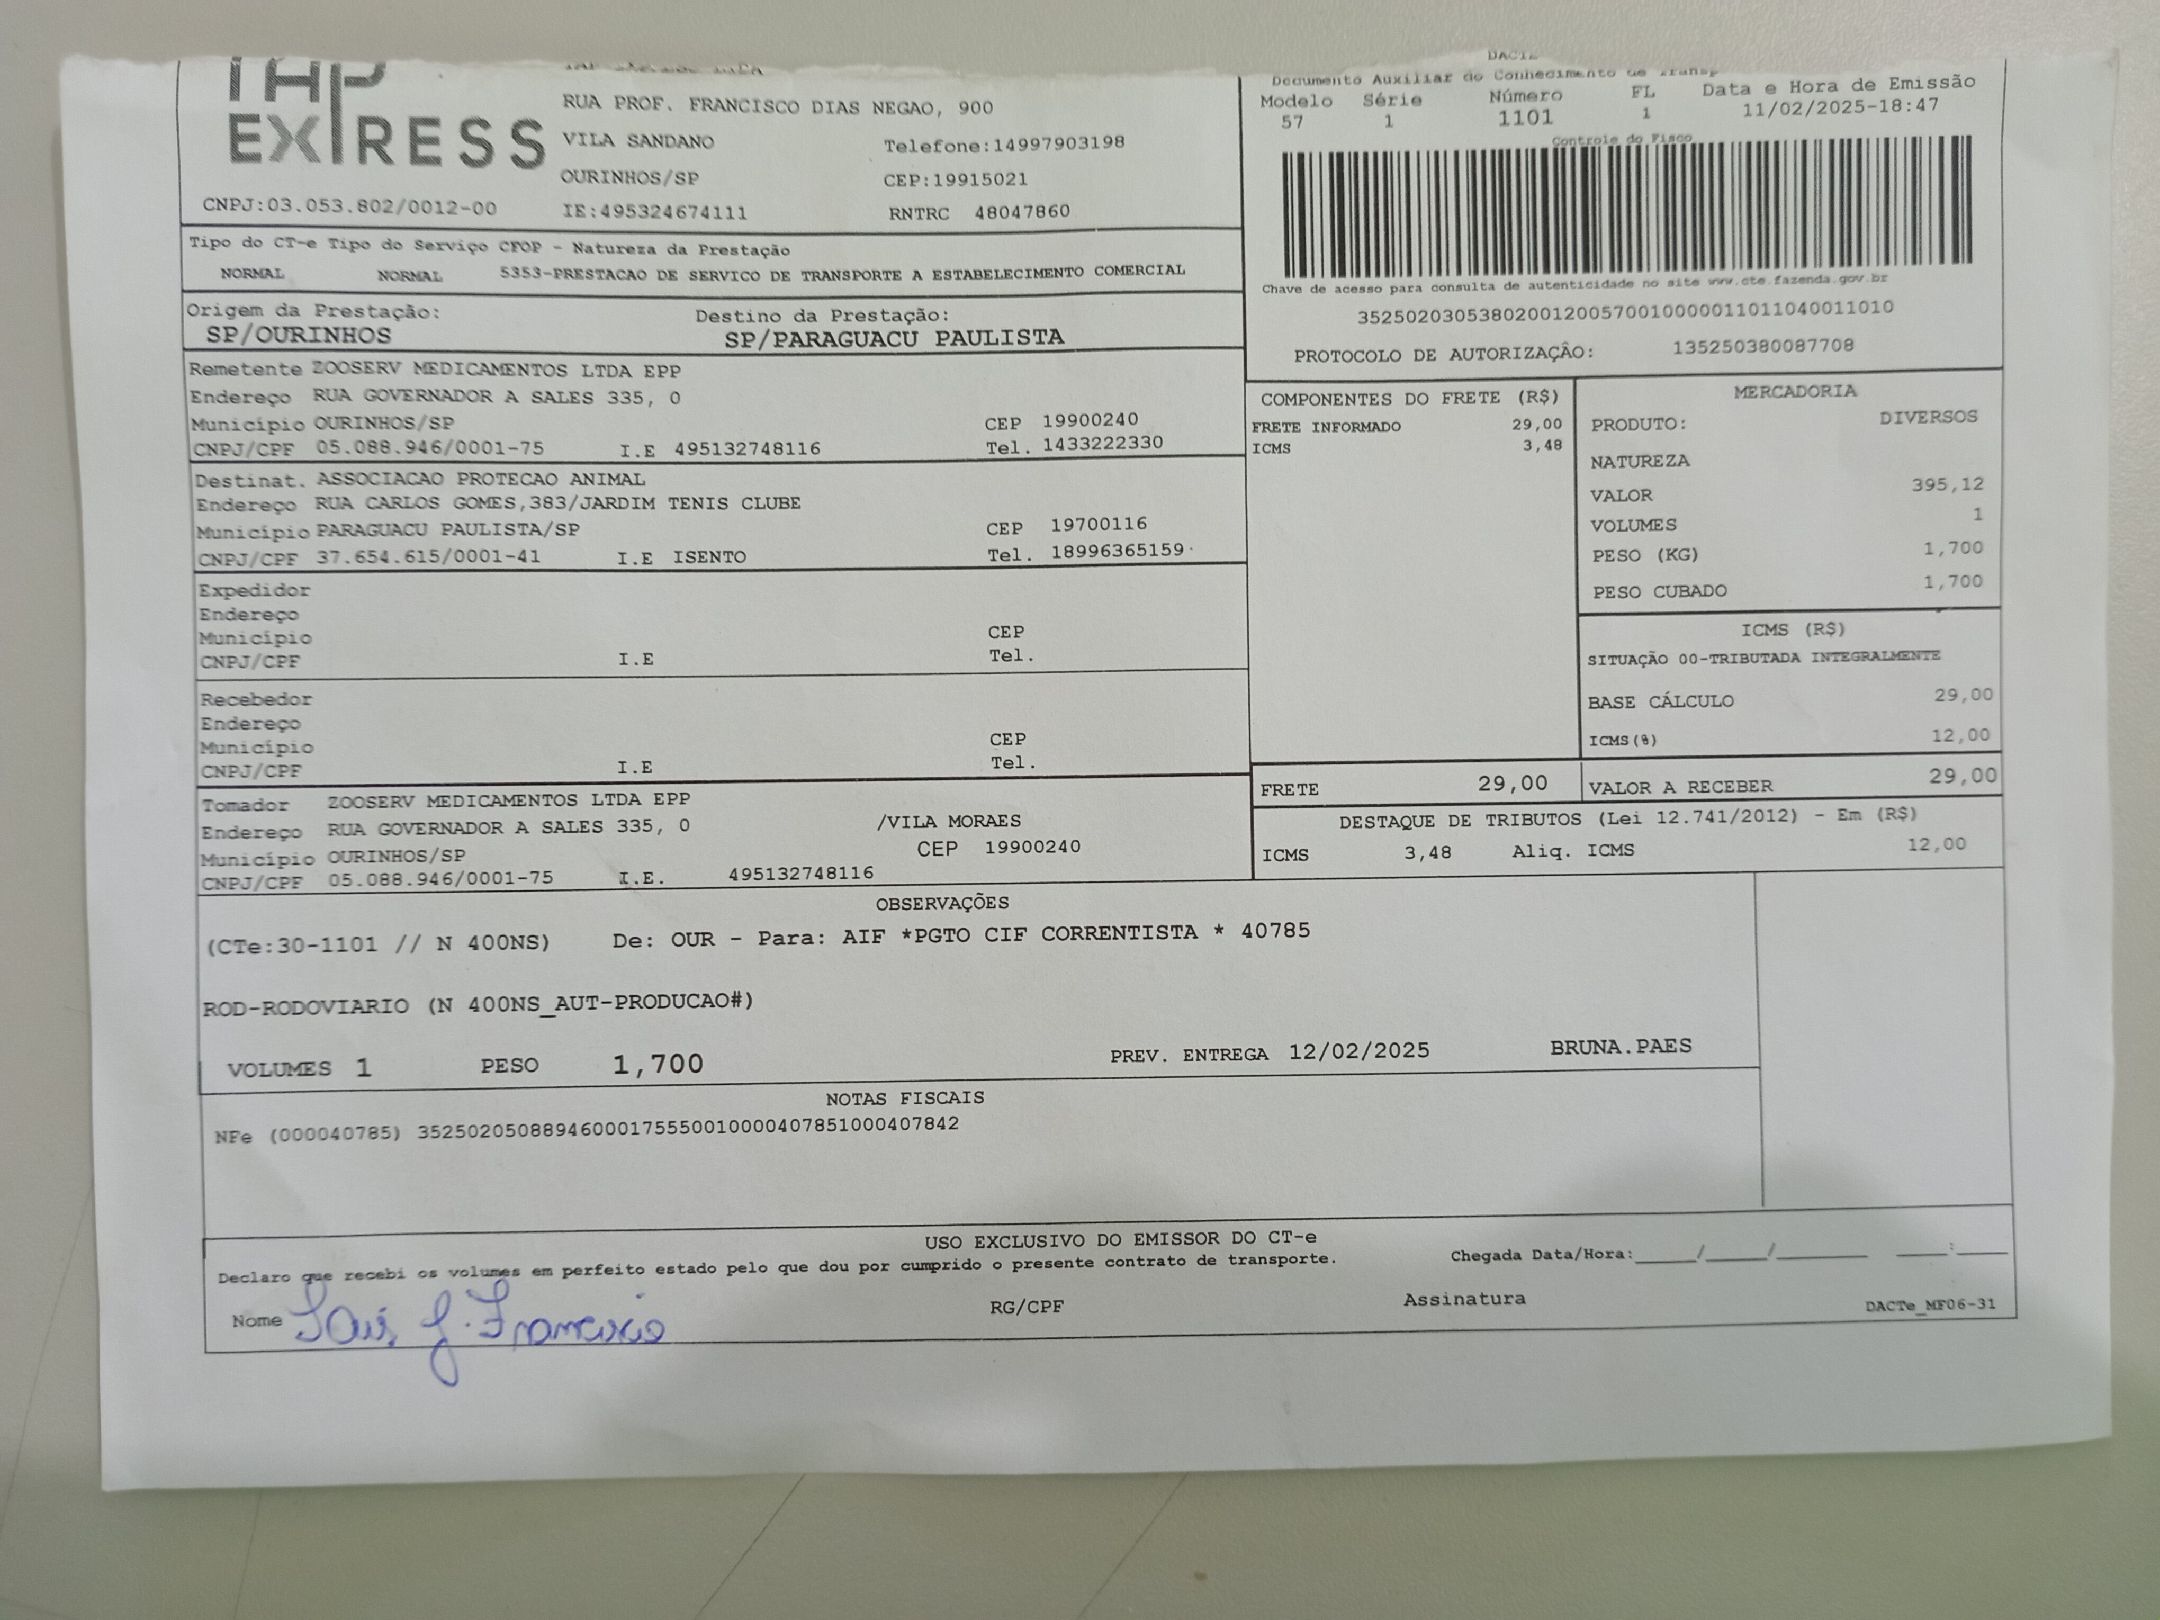 TAP
EXPRESS
CNPJ:03.053.802/0012-00
RUA PROF. FRANCISCO DIAS NEGAO, 900
VILA SANDANO Telefone:14997903198
OURINHOS/SP CEP:19915021
IE:495324674111 RNTRC 48047860
DACTE
Documento Auxiliar do Conhecimento de Transp
Modelo Série Número FL Data e Hora de Emissão
57 1 1101 1 11/02/2025-18:47
Controle do Fisco
Chave de acesso para consulta de autenticidade no site www.cte.fazenda.gov.br
35250203053802001200570010000011011040011010
PROTOCOLO DE AUTORIZAÇÃO: 135250380087708
Tipo do CT-e Tipo do Serviço CFOP - Natureza da Prestação
NORMAL NORMAL 5353-PRESTACAO DE SERVICO DE TRANSPORTE A ESTABELECIMENTO COMERCIAL
Origem da Prestação: Destino da Prestação:
SP/OURINHOS SP/PARAGUACU PAULISTA
Remetente ZOOSERV MEDICAMENTOS LTDA EPP
Endereço RUA GOVERNADOR A SALES 335, 0
Município OURINHOS/SP CEP 19900240
CNPJ/CPF 05.088.946/0001-75 I.E 495132748116 Tel. 1433222330
Destinat. ASSOCIACAO PROTECAO ANIMAL
Endereço RUA CARLOS GOMES,383/JARDIM TENIS CLUBE
Município PARAGUACU PAULISTA/SP CEP 19700116
CNPJ/CPF 37.654.615/0001-41 I.E ISENTO Tel. 18996365159
Expedidor
Endereço
Município CEP
CNPJ/CPF I.E Tel.
Recebedor
Endereço
Município CEP
CNPJ/CPF I.E Tel.
Tomador ZOOSERV MEDICAMENTOS LTDA EPP
Endereço RUA GOVERNADOR A SALES 335, 0 /VILA MORAES
Município OURINHOS/SP CEP 19900240
CNPJ/CPF 05.088.946/0001-75 I.E. 495132748116
COMPONENTES DO FRETE (R$)
FRETE INFORMADO 29,00
ICMS 3,48
MERCADORIA
PRODUTO: DIVERSOS
NATUREZA
VALOR 395,12
VOLUMES 1
PESO (KG) 1,700
PESO CUBADO 1,700
ICMS (R$)
SITUAÇÃO 00-TRIBUTADA INTEGRALMENTE
BASE CÁLCULO 29,00
ICMS(%) 12,00
FRETE 29,00 VALOR A RECEBER 29,00
DESTAQUE DE TRIBUTOS (Lei 12.741/2012) - Em (R$)
ICMS 3,48 Aliq. ICMS 12,00
OBSERVAÇÕES
(CTe:30-1101 // N 400NS) De: OUR - Para: AIF *PGTO CIF CORRENTISTA * 40785
ROD-RODOVIARIO (N 400NS_AUT-PRODUCAO#)
VOLUMES 1 PESO 1,700 PREV. ENTREGA 12/02/2025 BRUNA.PAES
NOTAS FISCAIS
NFe (000040785) 35250205088946000175550010000407851000407842
USO EXCLUSIVO DO EMISSOR DO CT-e
Declaro que recebi os volumes em perfeito estado pelo que dou por cumprido o presente contrato de transporte. Chegada Data/Hora:_____/_____/_______ ____:____
Nome RG/CPF Assinatura DACTe_MF06-31